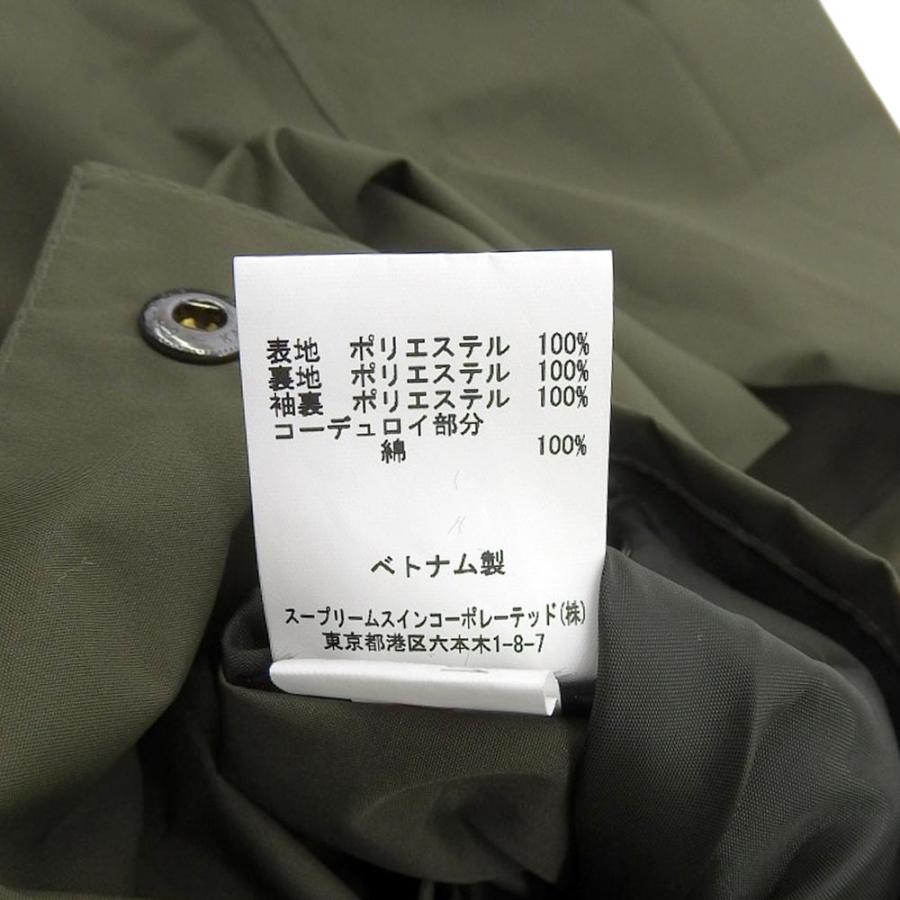 表地 ポリエステル 100%
裏地 ポリエステル 100%
袖裏 ポリエステル 100%
コーデュロイ部分
綿 100%
ベトナム製
スープリームスインコーポレーテッド(株)
東京都港区六本木1-8-7